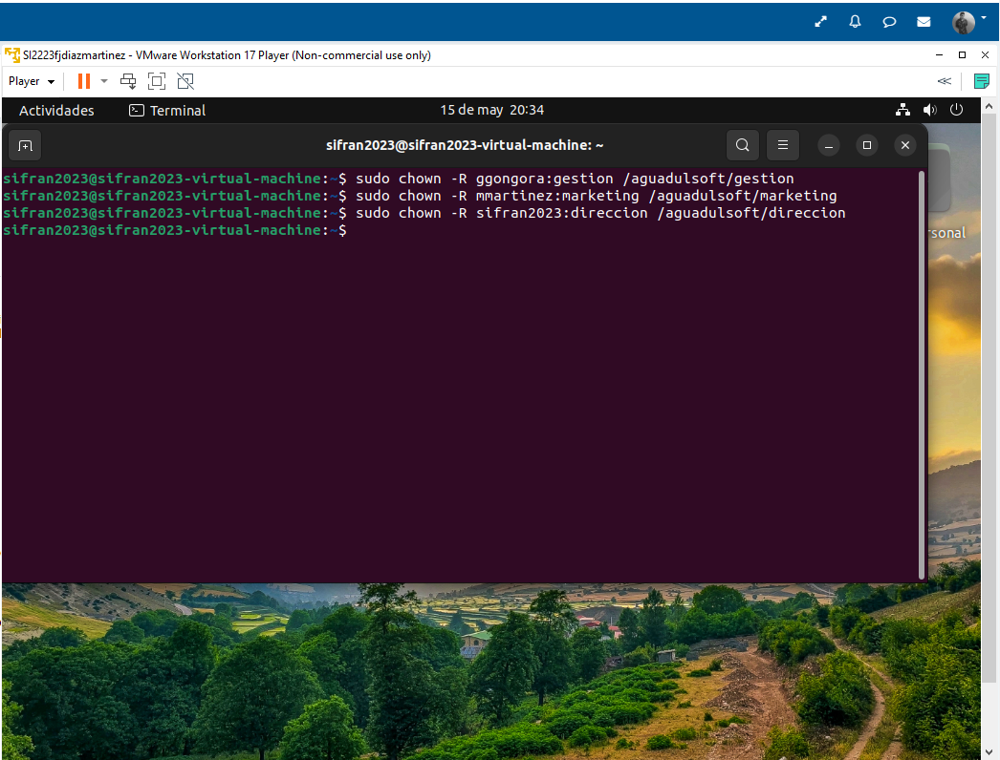 SI2223fjdiazmartinez - VMware Workstation 17 Player (Non-commercial use only)
Player
Actividades Terminal 15 de may 20:34
sifran2023@sifran2023-virtual-machine: ~
sifran2023@sifran2023-virtual-machine:~$ sudo chown -R ggongora:gestion /aguadulsoft/gestion
sifran2023@sifran2023-virtual-machine:~$ sudo chown -R mmartinez:marketing /aguadulsoft/marketing
sifran2023@sifran2023-virtual-machine:~$ sudo chown -R sifran2023:direccion /aguadulsoft/direccion
sifran2023@sifran2023-virtual-machine:~$
sonal